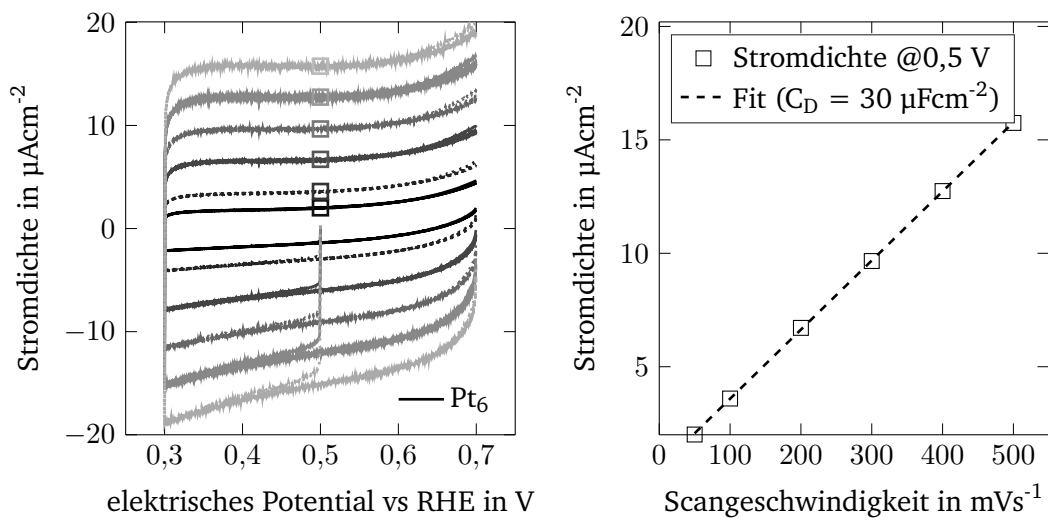 Stromdichte in µAcm-2
20
10
0
−10
−20
0,3 0,4 0,5 0,6 0,7
elektrisches Potential vs RHE in V
Pt6
Stromdichte in µAcm-2
20
15
10
5
0 100 200 300 400 500
Scangeschwindigkeit in mVs-1
Stromdichte @0,5 V
Fit (CD = 30 µFcm-2)